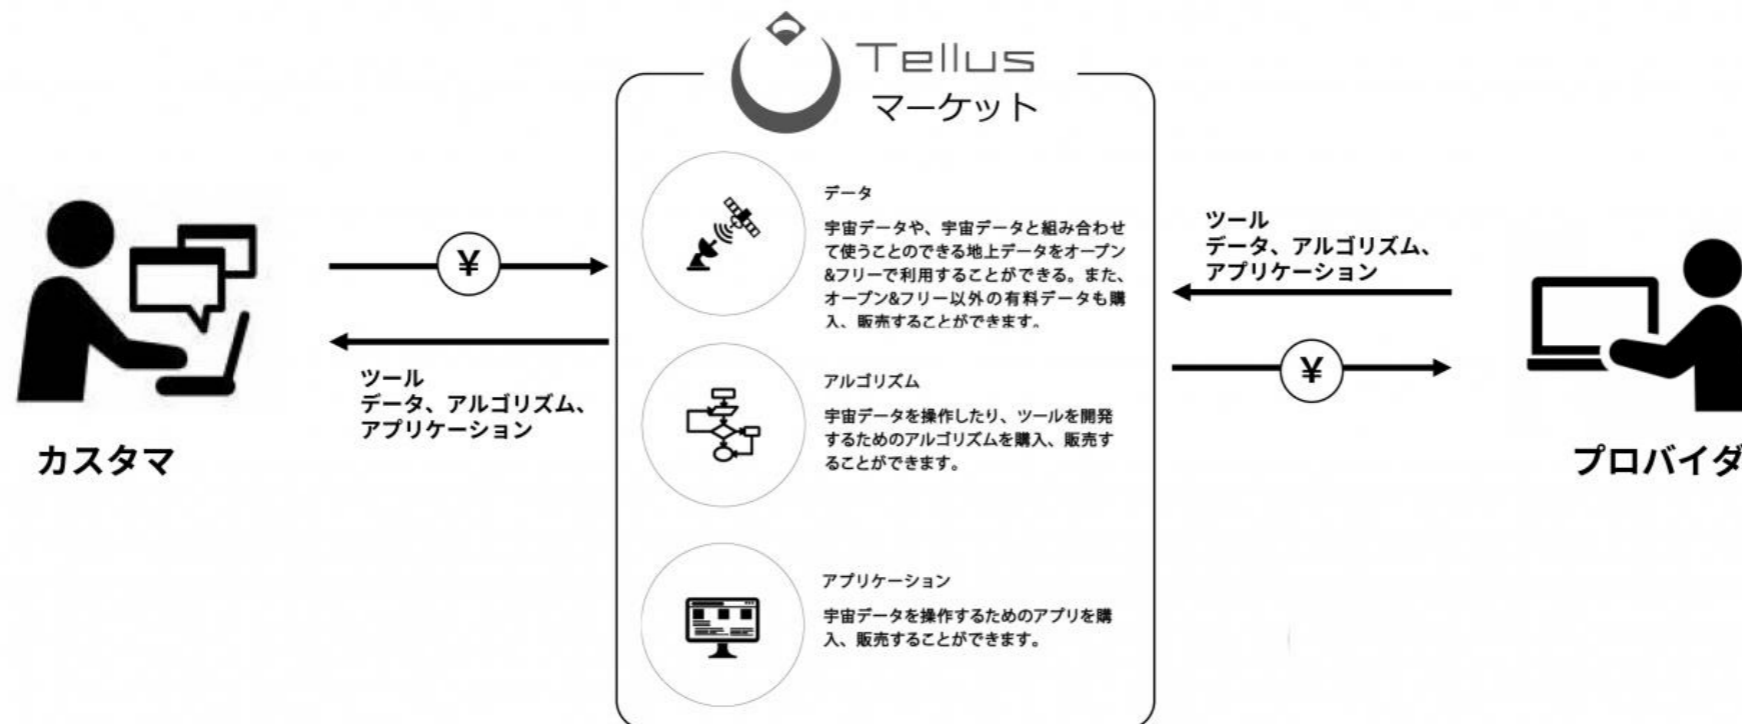 Tellus
マーケット
データ
宇宙データや、宇宙データと組み合わせ
て使うことのできる地上データをオープン
&フリーで利用することができる。また、
オープン&フリー以外の有料データも購
入、販売することができます。
アルゴリズム
宇宙データを操作したり、ツールを開発
するためのアルゴリズムを購入、販売す
ることができます。
アプリケーション
宇宙データを操作するためのアプリを購
入、販売することができます。
¥
ツール
データ、アルゴリズム、
アプリケーション
カスタマ
ツール
データ、アルゴリズム、
アプリケーション
¥
プロバイダ